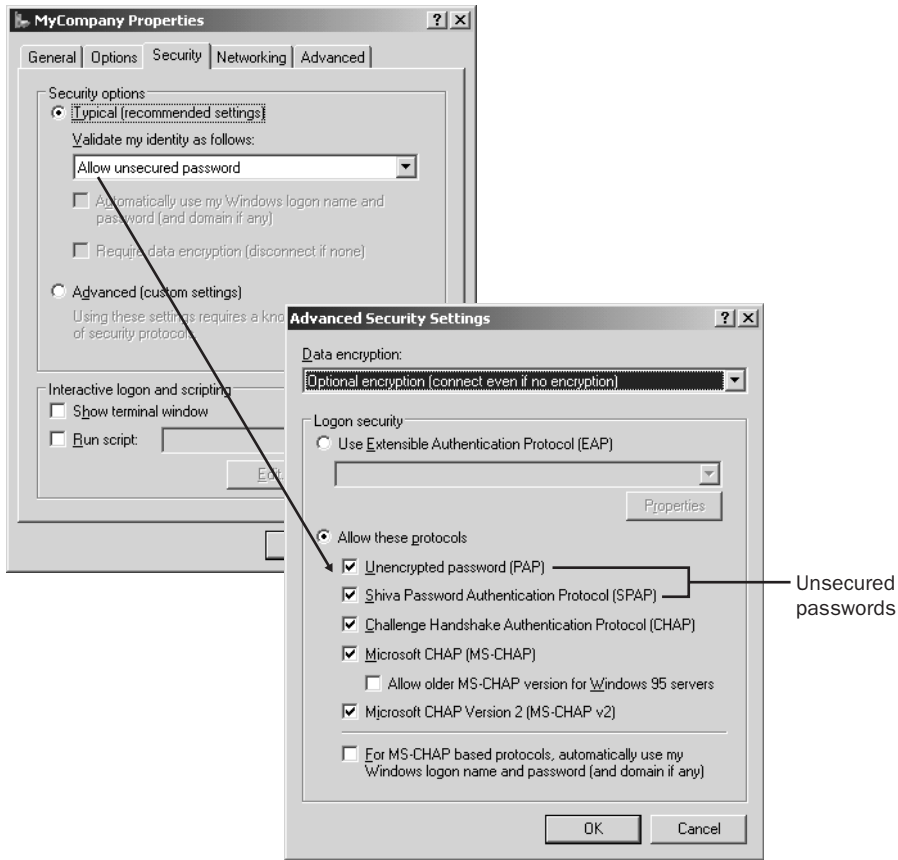 MyCompany Properties
General Options Security Networking Advanced
Security options
Typical (recommended settings)
Validate my identity as follows:
Allow unsecured password
Automatically use my Windows logon name and
password (and domain if any)
Require data encryption (disconnect if none)
Advanced (custom settings)
Using these settings requires a
of security protocols
Interactive logon and scripting
Show terminal window
Run script:
Advanced Security Settings
Data encryption:
Optional encryption (connect even if no encryption)
Logon security
Use Extensible Authentication Protocol (EAP)
Properties
Allow these protocols
Unencrypted password (PAP)
Shiva Password Authentication Protocol (SPAP)
Challenge Handshake Authentication Protocol (CHAP)
Microsoft CHAP (MS-CHAP)
Allow older MS-CHAP version for Windows 95 servers
Microsoft CHAP Version 2 (MS-CHAP v2)
For MS-CHAP based protocols, automatically use my
Windows logon name and password (and domain if any)
OK Cancel
Unsecured
passwords